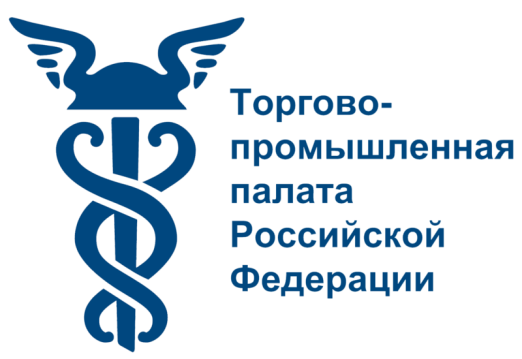 Торгово-
промышленная
палата
Российской
Федерации